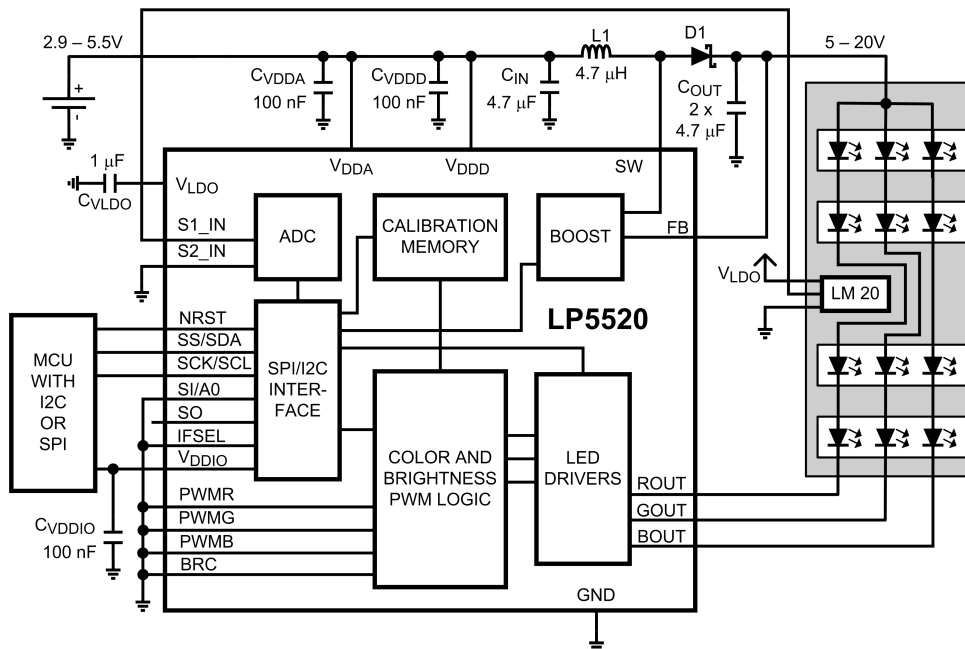 2.9 – 5.5V
L1
4.7 μH
D1
5 – 20V
CVDDA
100 nF
CVDDD
100 nF
CIN
4.7 μF
COUT
2 x
4.7 μF
+
-
1 μF
CVLDO
VLDO
VDDA
VDDD
SW
S1_IN
S2_IN
ADC
CALIBRATION
MEMORY
BOOST
FB
VLDO
LM 20
LP5520
MCU
WITH
I2C
OR
SPI
NRST
SS/SDA
SCK/SCL
SI/A0
SO
IFSEL
VDDIO
SPI/I2C
INTER-
FACE
COLOR AND
BRIGHTNESS
PWM LOGIC
LED
DRIVERS
ROUT
GOUT
BOUT
PWMR
PWMG
PWMB
BRC
CVDDIO
100 nF
GND